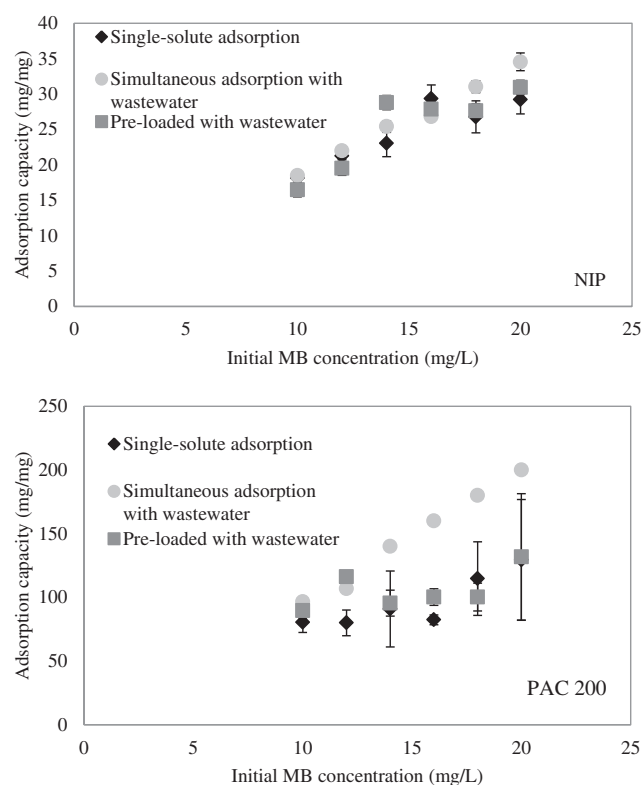 40
35
30
25
20
15
10
5
0
Adsorption capacity (mg/mg)
Single-solute adsorption
Simultaneous adsorption with
wastewater
Pre-loaded with wastewater
NIP
0 5 10 15 20 25
Initial MB concentration (mg/L)
250
200
150
100
50
0
Adsorption capacity (mg/mg)
Single-solute adsorption
Simultaneous adsorption
with wastewater
Pre-loaded with wastewater
PAC 200
0 5 10 15 20 25
Initial MB concentration (mg/L)